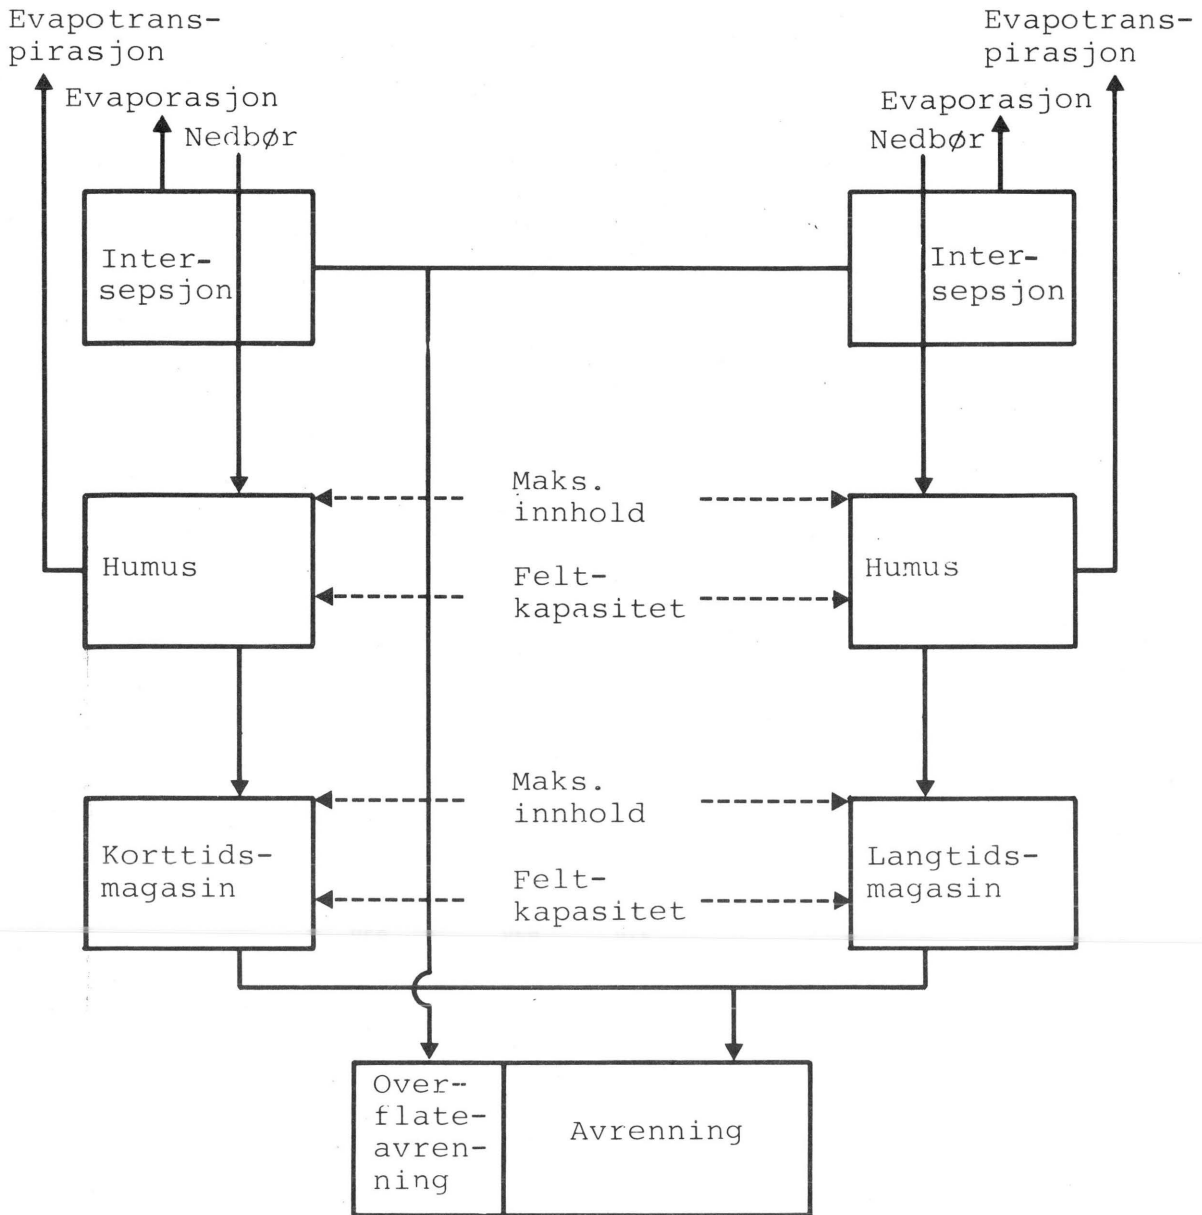 Evapotrans-
pirasjon
Evaporasjon
Nedbør
Evapotrans-
pirasjon
Evaporasjon
Nedbør
Inter-
sepsjon
Inter-
sepsjon
Maks.
innhold
Humus
Felt-
kapasitet
Humus
Maks.
innhold
Korttids-
magasin
Felt-
kapasitet
Langtids-
magasin
Over-
flate-
avren-
ning
Avrenning